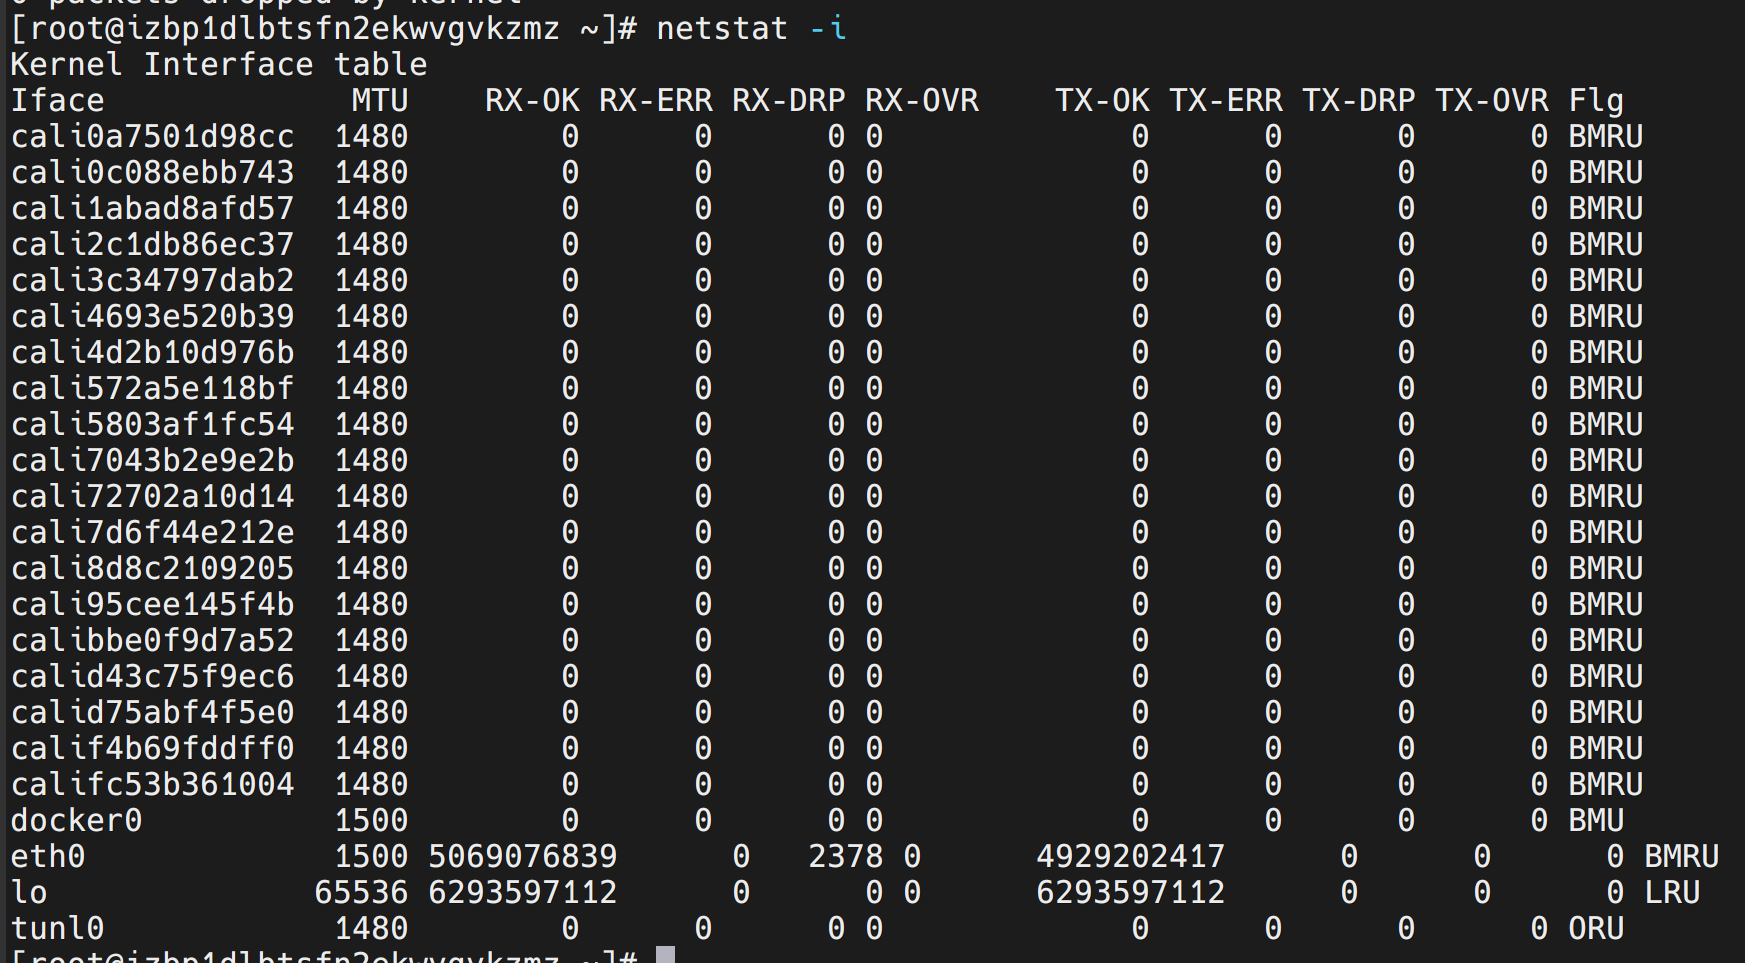 0 packets dropped by kernel
[root@izbp1dlbtsfn2ekwvgvkzmz ~]# netstat -i
Kernel Interface table
Iface             MTU    RX-OK RX-ERR RX-DRP RX-OVR    TX-OK TX-ERR TX-DRP TX-OVR Flg
cali0a7501d98cc  1480        0      0      0 0             0      0      0      0 BMRU
cali0c088ebb743  1480        0      0      0 0             0      0      0      0 BMRU
cali1abad8afd57  1480        0      0      0 0             0      0      0      0 BMRU
cali2c1db86ec37  1480        0      0      0 0             0      0      0      0 BMRU
cali3c34797dab2  1480        0      0      0 0             0      0      0      0 BMRU
cali4693e520b39  1480        0      0      0 0             0      0      0      0 BMRU
cali4d2b10d976b  1480        0      0      0 0             0      0      0      0 BMRU
cali572a5e118bf  1480        0      0      0 0             0      0      0      0 BMRU
cali5803af1fc54  1480        0      0      0 0             0      0      0      0 BMRU
cali7043b2e9e2b  1480        0      0      0 0             0      0      0      0 BMRU
cali72702a10d14  1480        0      0      0 0             0      0      0      0 BMRU
cali7d6f44e212e  1480        0      0      0 0             0      0      0      0 BMRU
cali8d8c2109205  1480        0      0      0 0             0      0      0      0 BMRU
cali95cee145f4b  1480        0      0      0 0             0      0      0      0 BMRU
calibbe0f9d7a52  1480        0      0      0 0             0      0      0      0 BMRU
calid43c75f9ec6  1480        0      0      0 0             0      0      0      0 BMRU
calid75abf4f5e0  1480        0      0      0 0             0      0      0      0 BMRU
calif4b69fddff0  1480        0      0      0 0             0      0      0      0 BMRU
califc53b361004  1480        0      0      0 0             0      0      0      0 BMRU
docker0          1500        0      0      0 0             0      0      0      0 BMU
eth0             1500 5069076839      0   2378 0      4929202417      0      0      0 BMRU
lo              65536 6293597112      0      0 0      6293597112      0      0      0 LRU
tunl0            1480        0      0      0 0             0      0      0      0 ORU
[root@izbp1dlbtsfn2ekwvgvkzmz ~]#